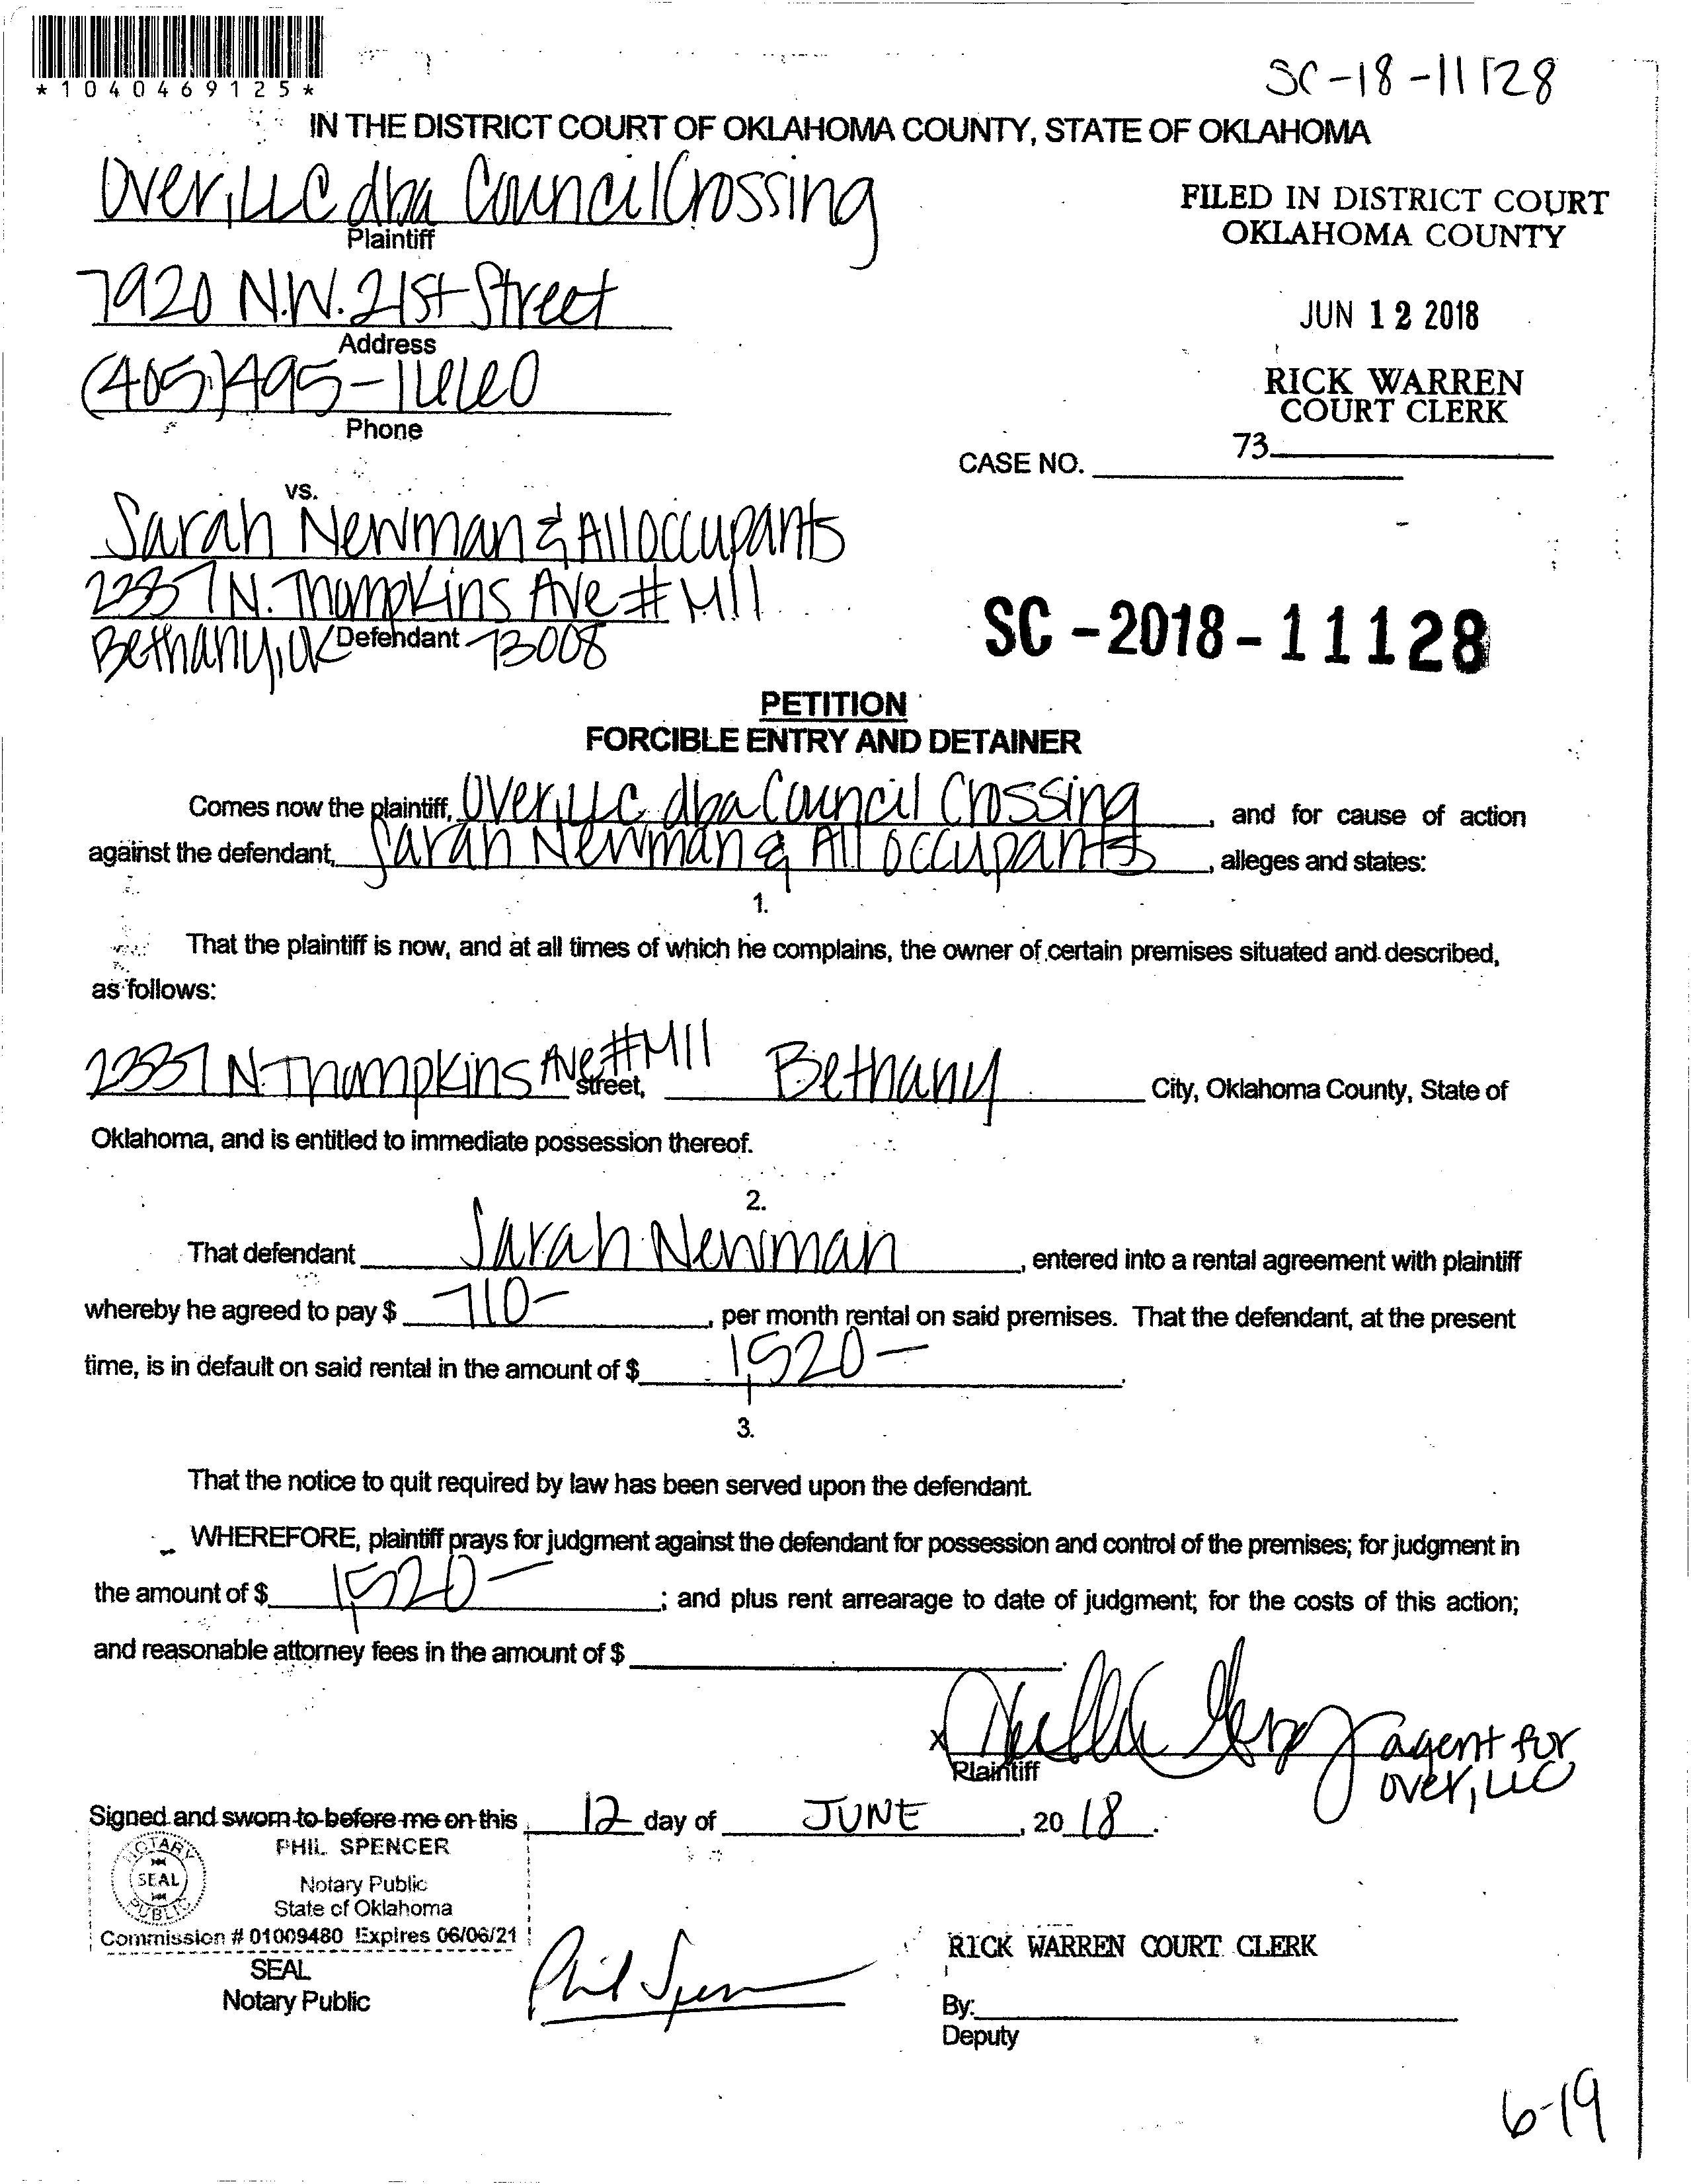 *1040469125*
SC-18-11128
IN THE DISTRICT COURT OF OKLAHOMA COUNTY, STATE OF OKLAHOMA
Over, LLC dba Council Crossing
Plaintiff
FILED IN DISTRICT COURT
OKLAHOMA COUNTY
7920 N.W. 21st Street
Address
JUN 12 2018
(405) 495-1660
Phone
RICK WARREN
COURT CLERK
73
CASE NO.
vs.
Sarah Newman & All Occupants
2337 N. Thompkins Ave # M11
Bethany, OK Defendant 73008
SC-2018-11128
PETITION
FORCIBLE ENTRY AND DETAINER
Comes now the plaintiff, Over, LLC dba Council Crossing, and for cause of action
against the defendant, Sarah Newman & All Occupants, alleges and states:
1.
That the plaintiff is now, and at all times of which he complains, the owner of certain premises situated and described,
as follows:
2337 N. Thompkins Ave #M11 street, Bethany City, Oklahoma County, State of
Oklahoma, and is entitled to immediate possession thereof.
2.
That defendant Sarah Newman, entered into a rental agreement with plaintiff
whereby he agreed to pay $ 710-, per month rental on said premises. That the defendant, at the present
time, is in default on said rental in the amount of $ 1,520-.
3.
That the notice to quit required by law has been served upon the defendant.
WHEREFORE, plaintiff prays for judgment against the defendant for possession and control of the premises; for judgment in
the amount of $ 1,520-; and plus rent arrearage to date of judgment; for the costs of this action;
and reasonable attorney fees in the amount of $ .
x agent for
Plaintiff Over, LLC
Signed and sworn to before me on this 12 day of JUNE, 20 18.
NOTARY
SEAL
PUBLIC
PHIL SPENCER
Notary Public
State of Oklahoma
Commission # 01009480 Expires 06/06/21
SEAL
Notary Public
Phil Spencer
RICK WARREN COURT CLERK
By:
Deputy
6-19